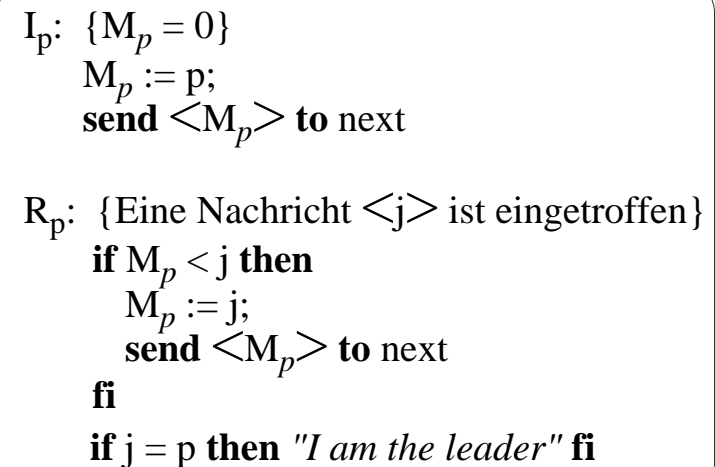 Ip: {Mp = 0}
Mp := p;
send <Mp> to next
Rp: {Eine Nachricht <j> ist eingetroffen}
if Mp < j then
Mp := j;
send <Mp> to next
fi
if j = p then "I am the leader" fi